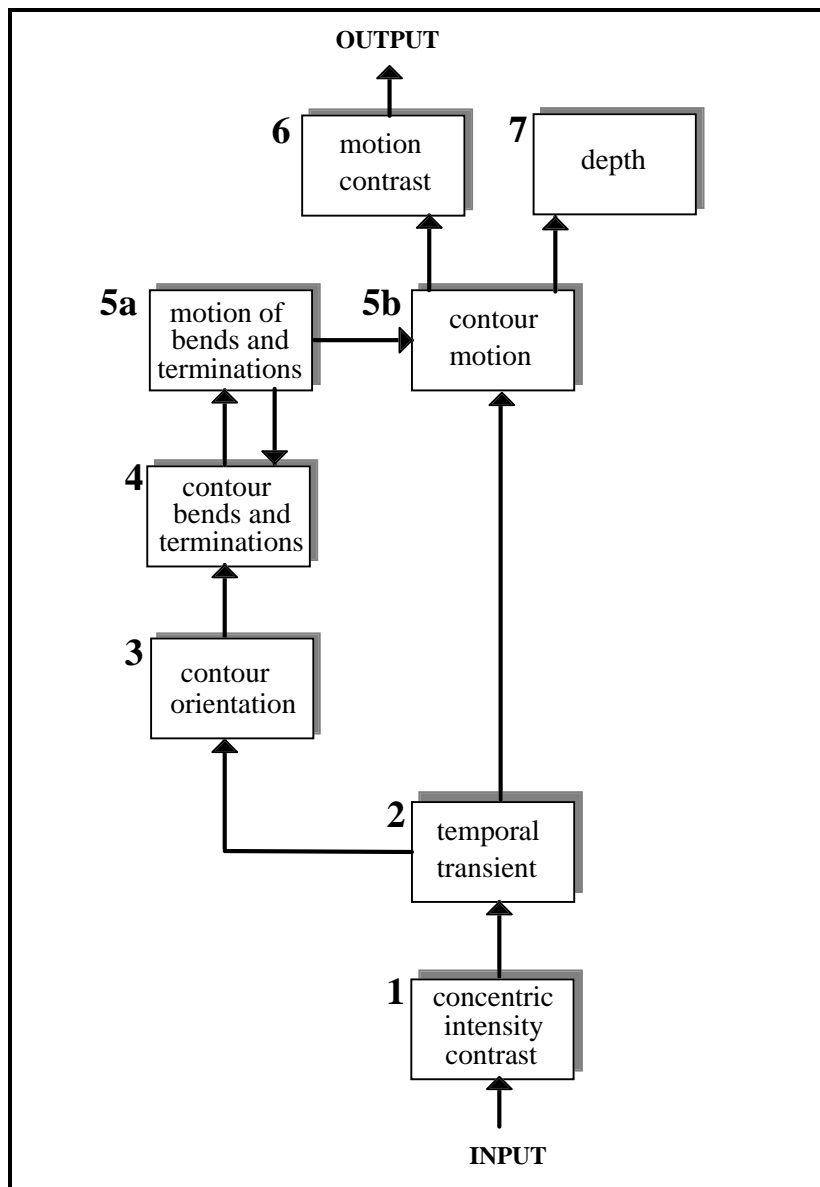 OUTPUT
6
motion
contrast
7
depth
5a
motion of
bends and
terminations
5b
contour
motion
4
contour
bends and
terminations
3
contour
orientation
2
temporal
transient
1
concentric
intensity
contrast
INPUT